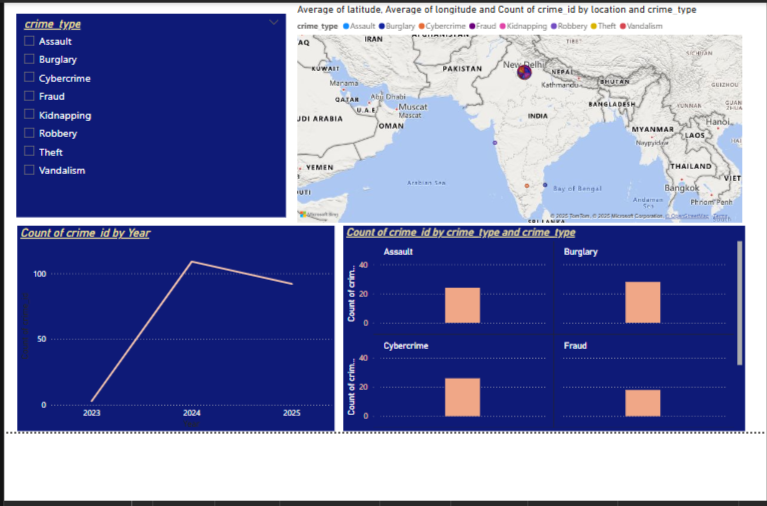 crime_type
Assault
Burglary
Cybercrime
Fraud
Kidnapping
Robbery
Theft
Vandalism
Average of latitude, Average of longitude and Count of crime_id by location and crime_type
crime_type Assault Burglary Cybercrime Fraud Kidnapping Robbery Theft Vandalism
IRAN
AFGHANISTAN
TIBET
SICHUAN
KUWAIT
PAKISTAN
New Delhi
NEPAL
BHUTAN
GUIZHOU
Manama
Kathmandu
QATAR
Abu Dhabi
U.A.E.
Muscat
Muscat
BANGLADESH
YUNNAN
UDI ARABIA
OMAN
INDIA
MYANMAR
Hanoi
LAOS
Naypyidaw
YEMEN
THAILAND
VIET
Arabian Sea
Bay of Bengal
Bangkok
Andaman
Sea
Phnom Penh
OUTI
Microsoft Bing
© 2025 TomTom, © 2025 Microsoft Corporation, © OpenStreetMap Terms
SRI LANKA
Count of crime_id by Year
100
50
0
2023
2024
2025
Count of crime_id by crime_type and crime_type
Assault
Burglary
Count of crim...
40
20
0
Cybercrime
Fraud
Count of crim...
40
20
0